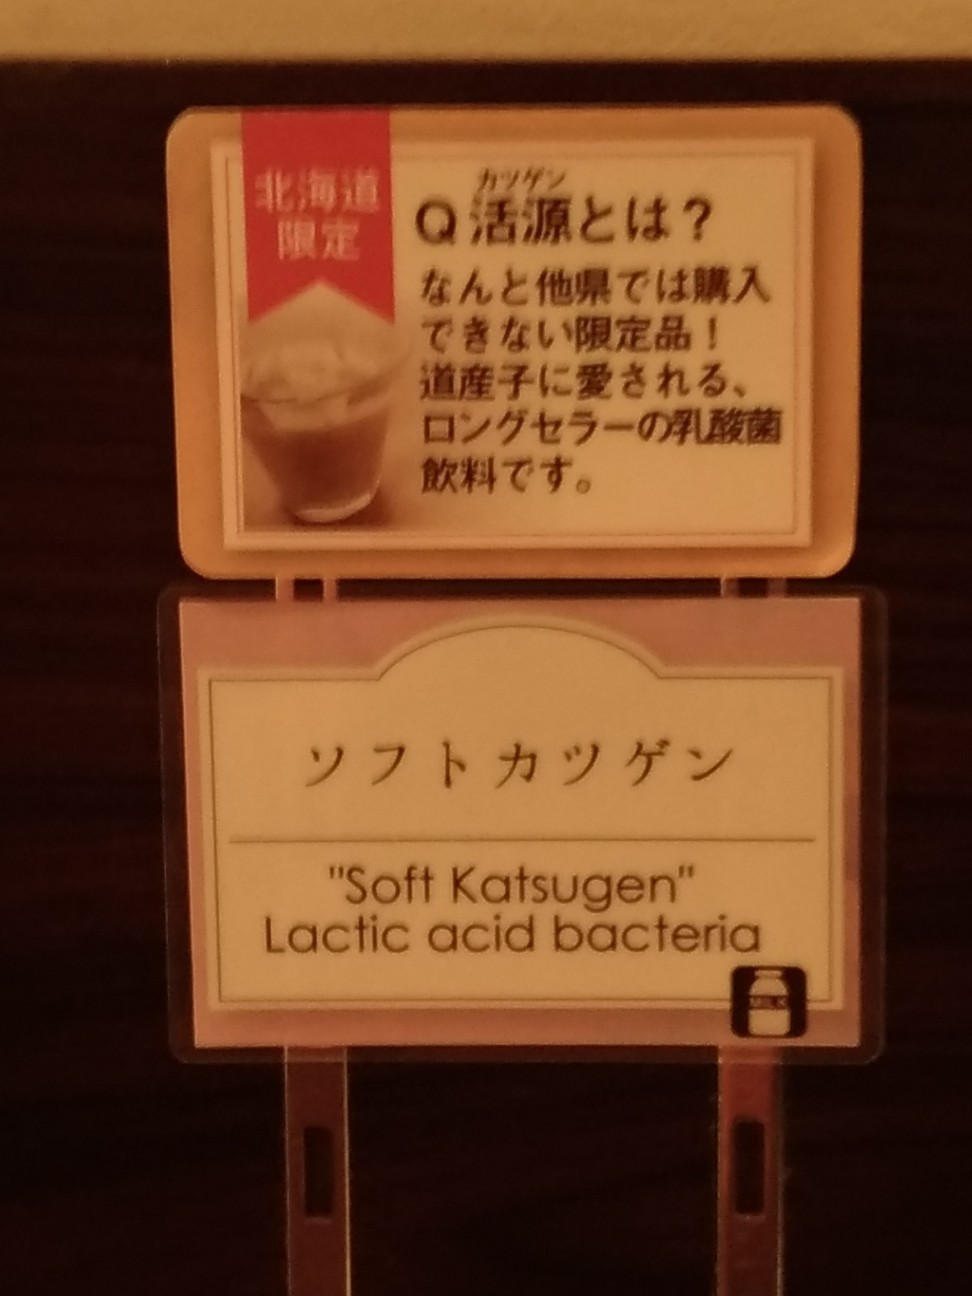 北海道
限定
カツゲン
Q 活源とは？
なんと他県では購入
できない限定品！
道産子に愛される、
ロングセラーの乳酸菌
飲料です。
ソフトカツゲン
"Soft Katsugen"
Lactic acid bacteria
MILK